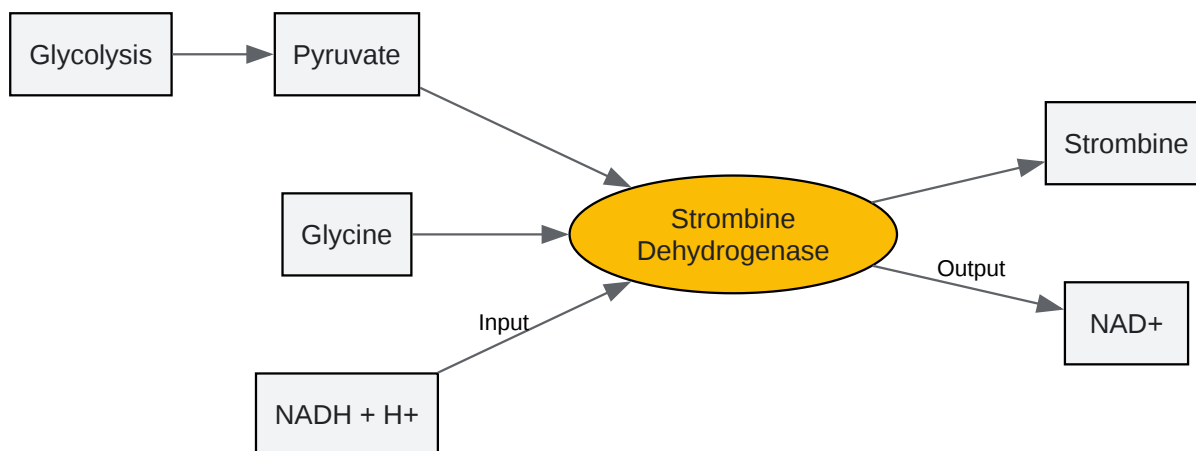 Glycolysis
Pyruvate
Strombine
Glycine
Strombine
Dehydrogenase
Output
Input
NAD+
NADH + H+